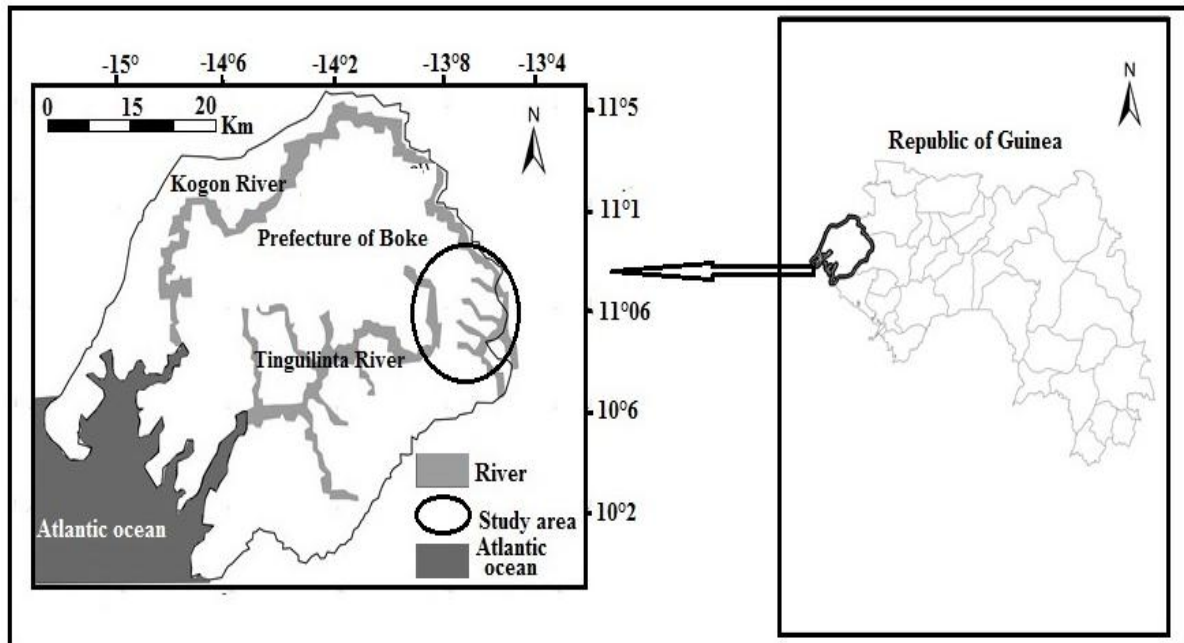 -15° -14°6 -14°2 -13°8 -13°4
0 15 20
Km
N
11°5
Kogon River
11°1
Prefecture of Boke
11°06
Tinguilinta River
10°6
River
Study area
10°2
Atlantic ocean
Atlantic
ocean
N
Republic of Guinea